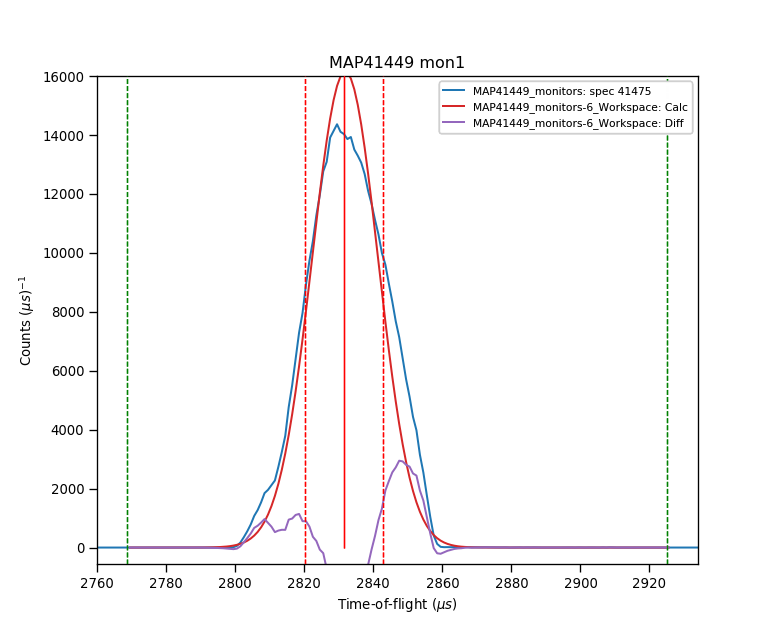 MAP41449 mon1
MAP41449_monitors: spec 41475
MAP41449_monitors-6_Workspace: Calc
MAP41449_monitors-6_Workspace: Diff
16000
14000
12000
10000
8000
6000
4000
2000
0
Counts (μs)⁻¹
2760 2780 2800 2820 2840 2860 2880 2900 2920
Time-of-flight (μs)